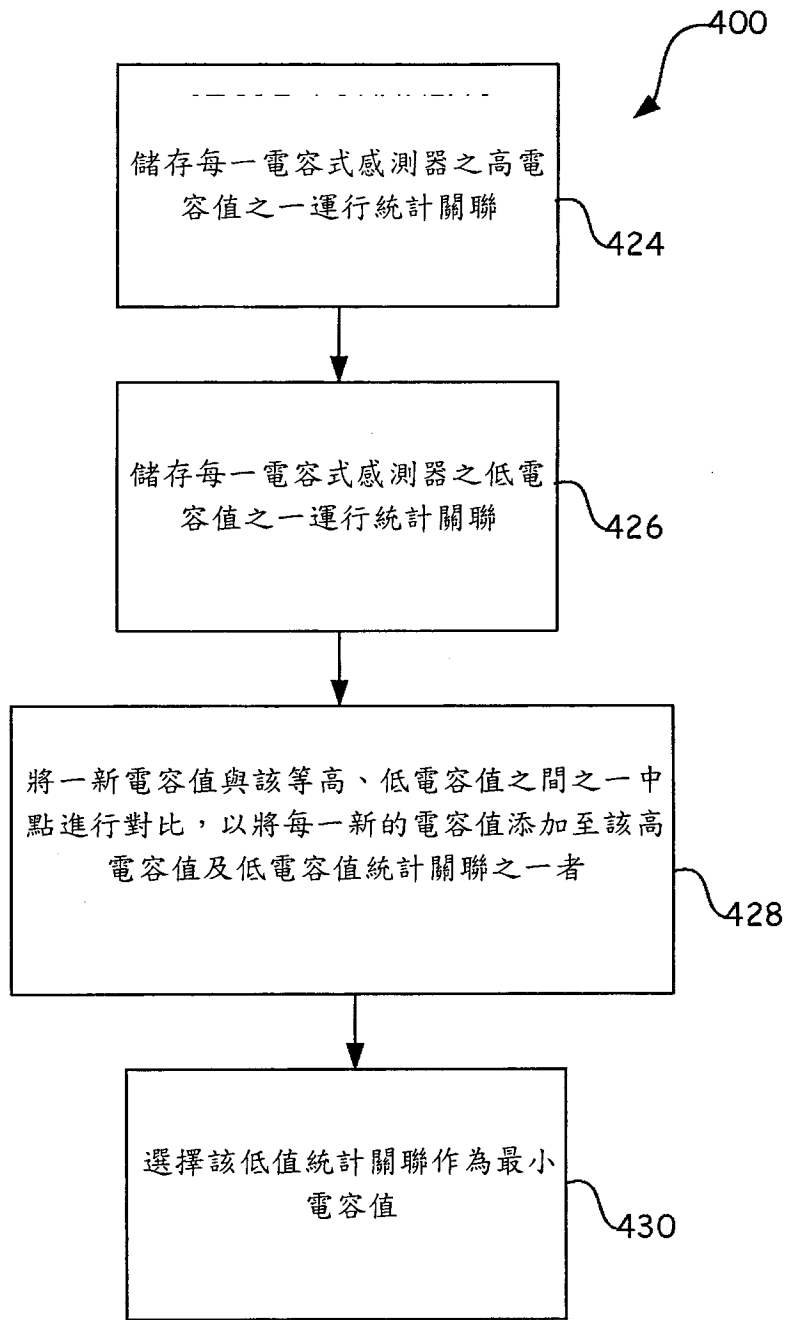 400
儲存每一電容式感測器之高電
容值之一運行統計關聯
424
儲存每一電容式感測器之低電
容值之一運行統計關聯
426
將一新電容值與該等高、低電容值之間之一中
點進行對比，以將每一新的電容值添加至該高
電容值及低電容值統計關聯之一者
428
選擇該低值統計關聯作為最小
電容值
430